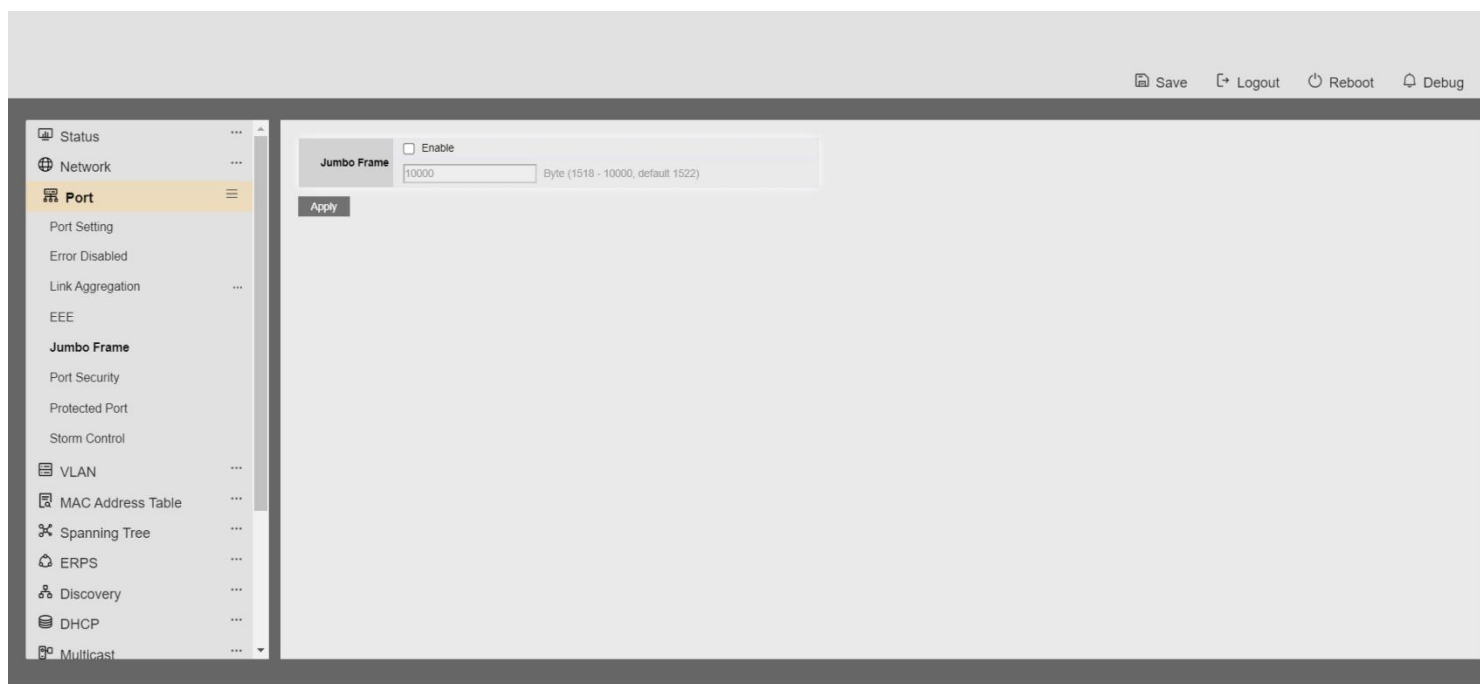 Save Logout Reboot Debug
Status
Network
Port
Port Setting
Error Disabled
Link Aggregation
EEE
Jumbo Frame
Port Security
Protected Port
Storm Control
VLAN
MAC Address Table
Spanning Tree
ERPS
Discovery
DHCP
Multicast
Jumbo Frame
Enable
10000 Byte (1518 - 10000, default 1522)
Apply